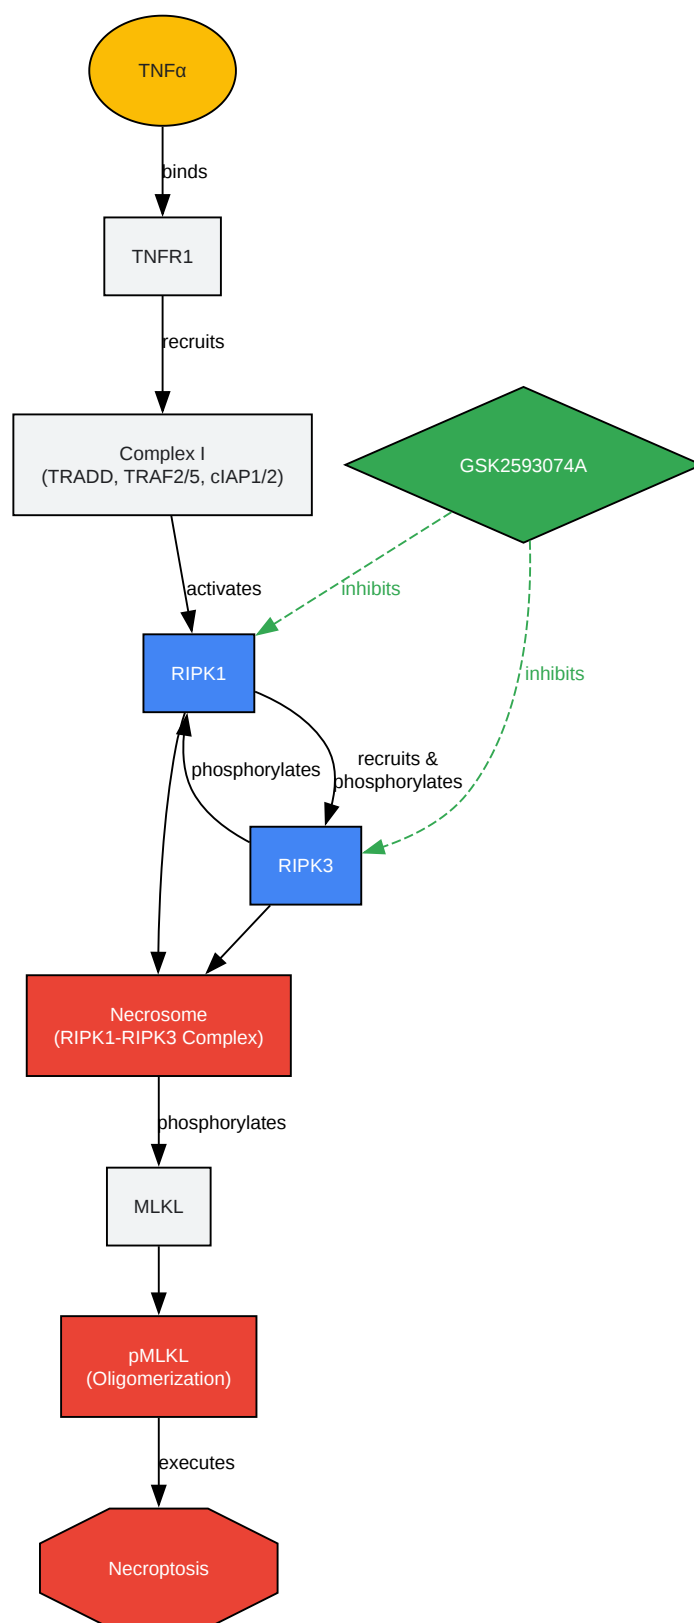 TNFα
binds
TNFR1
recruits
Complex I
(TRADD, TRAF2/5, cIAP1/2)
GSK2593074A
activates
inhibits
RIPK1
inhibits
phosphorylates
recruits &
phosphorylates
RIPK3
Necrosome
(RIPK1-RIPK3 Complex)
phosphorylates
MLKL
pMLKL
(Oligomerization)
executes
Necroptosis